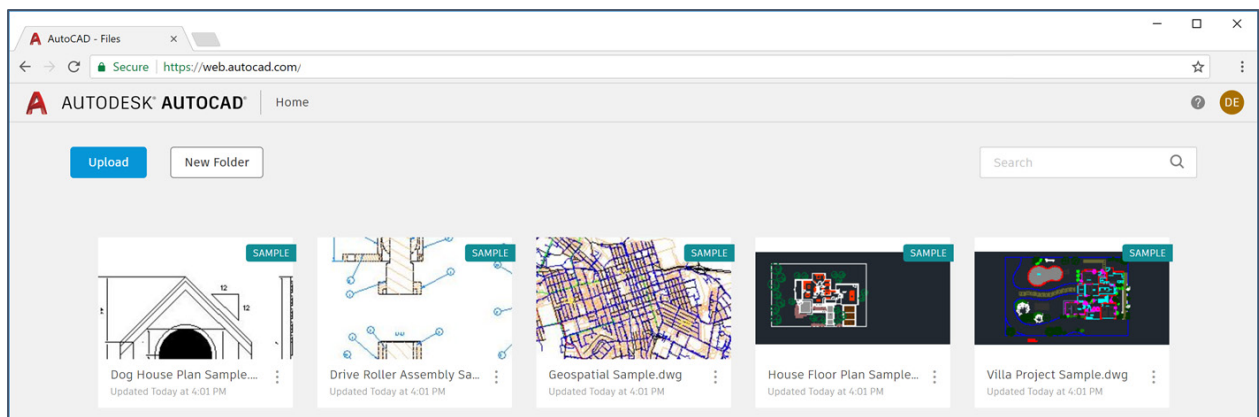 AutoCAD - Files
Secure https://web.autocad.com/
AUTODESK® AUTOCAD® Home
DE
Upload New Folder
Search
SAMPLE SAMPLE SAMPLE SAMPLE SAMPLE
12
12
Dog House Plan Sample.... Drive Roller Assembly Sa... Geospatial Sample.dwg House Floor Plan Sample... Villa Project Sample.dwg
Updated Today at 4:01 PM Updated Today at 4:01 PM Updated Today at 4:01 PM Updated Today at 4:01 PM Updated Today at 4:01 PM